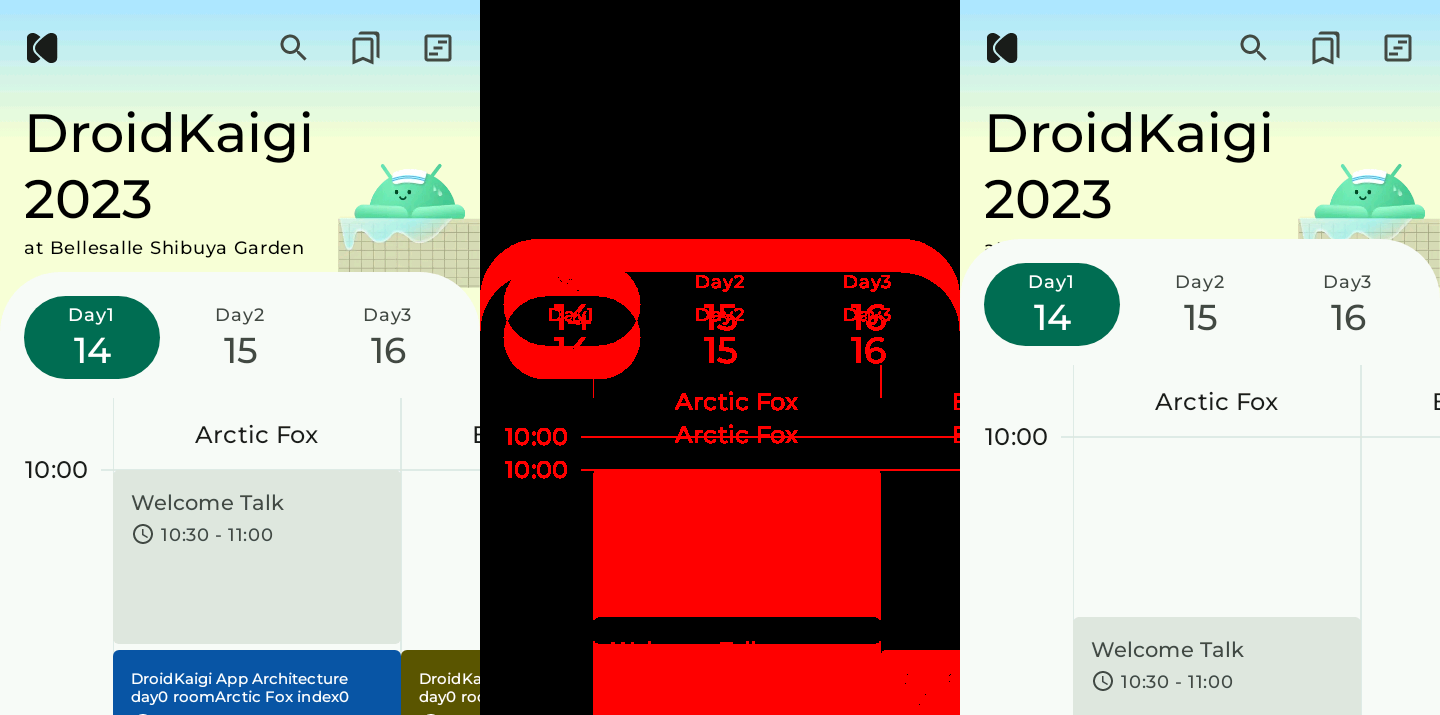 DroidKaigi
2023
at Bellesalle Shibuya Garden
Day1 Day2 Day3
14 15 16
Arctic Fox
10:00
Welcome Talk
10:30 - 11:00
DroidKaigi App Architecture
day0 roomArctic Fox index0
DroidKa
day0 roo
Day2 Day3
14 15 16
Day1 Day2 Day3
14 15 16
Arctic Fox
10:00 Arctic Fox
10:00
DroidKaigi
2023
Day1 Day2 Day3
14 15 16
Arctic Fox
10:00
Welcome Talk
10:30 - 11:00